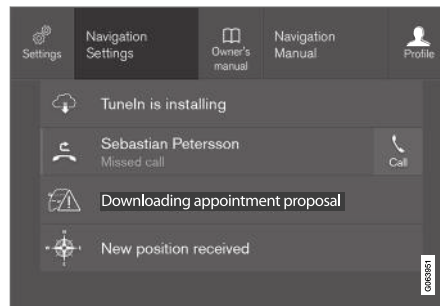 Settings
Navigation
Settings
Owner's
manual
Navigation
Manual
Profile
TuneIn is installing
Sebastian Petersson
Missed call
Call
Downloading appointment proposal
New position received
G063951